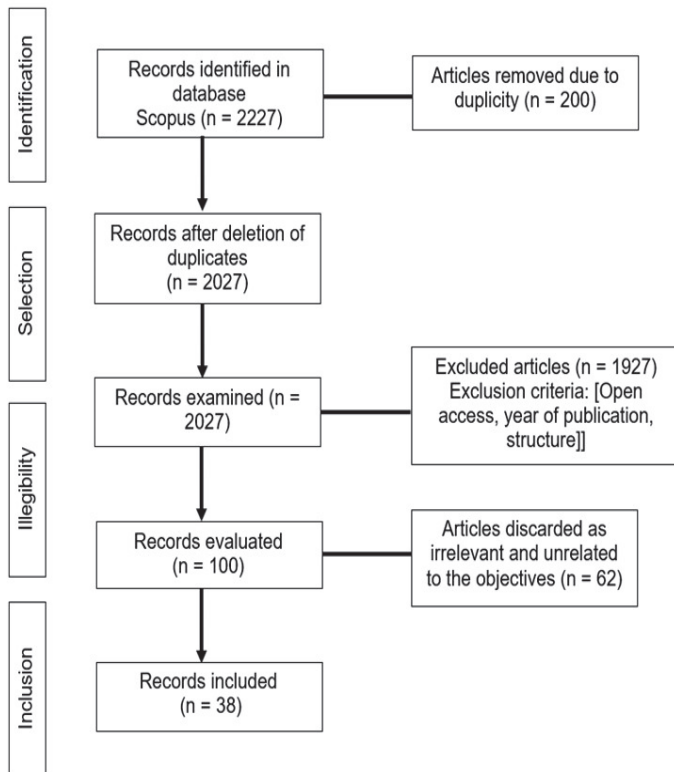 Identification
Records identified in
database
Scopus (n = 2227)
Articles removed due to
duplicity (n = 200)
Selection
Records after deletion of
duplicates
(n = 2027)
Records examined (n =
2027)
Excluded articles (n = 1927)
Exclusion criteria: [Open
access, year of publication,
structure]]
Illegibility
Records evaluated
(n = 100)
Articles discarded as
irrelevant and unrelated
to the objectives (n = 62)
Inclusion
Records included
(n = 38)